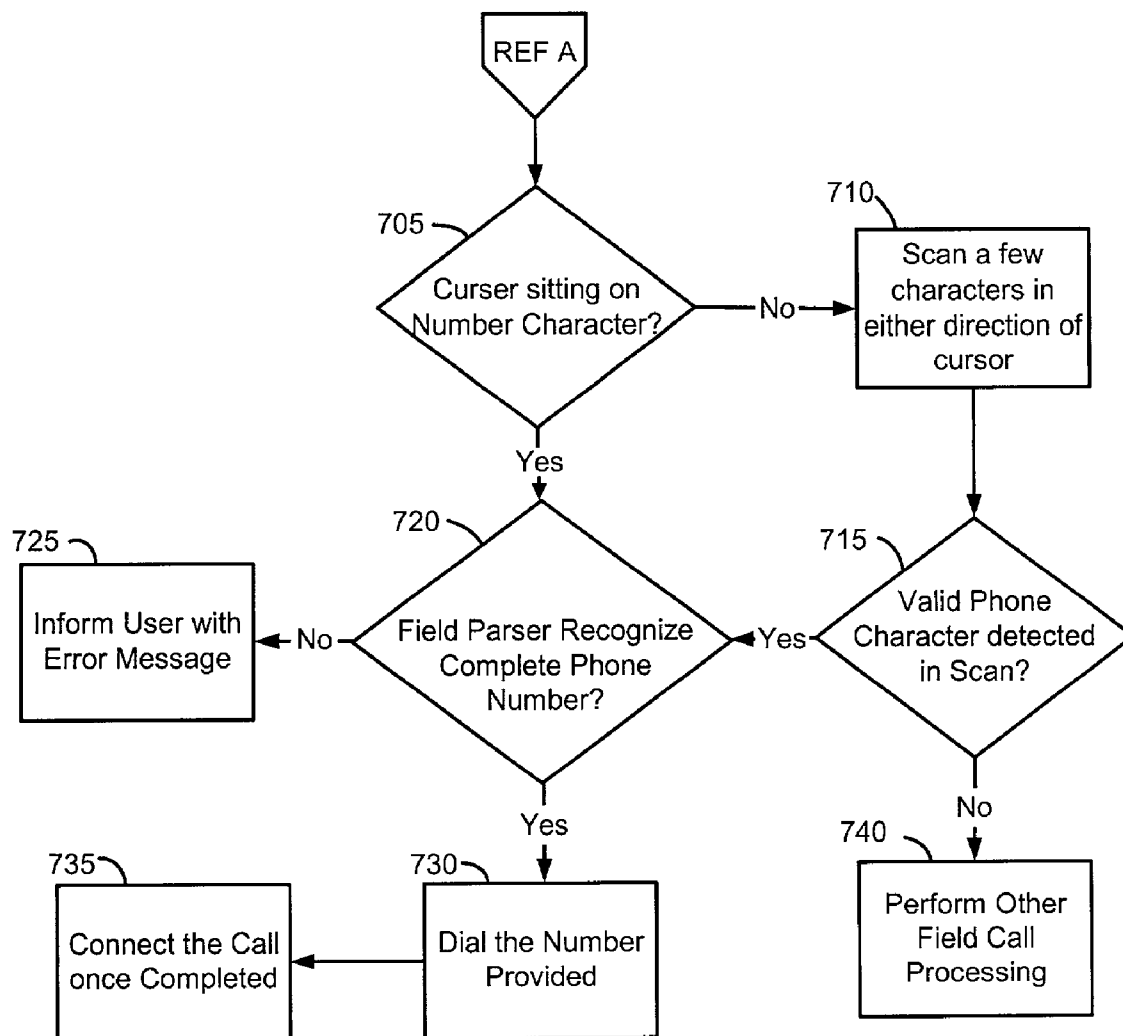 REF A
705
Curser sitting on
Number Character?
No
710
Scan a few
characters in
either direction of
cursor
Yes
715
Valid Phone
Character detected
in Scan?
Yes
720
Field Parser Recognize
Complete Phone
Number?
No
725
Inform User with
Error Message
Yes
No
730
Dial the Number
Provided
735
Connect the Call
once Completed
740
Perform Other
Field Call
Processing